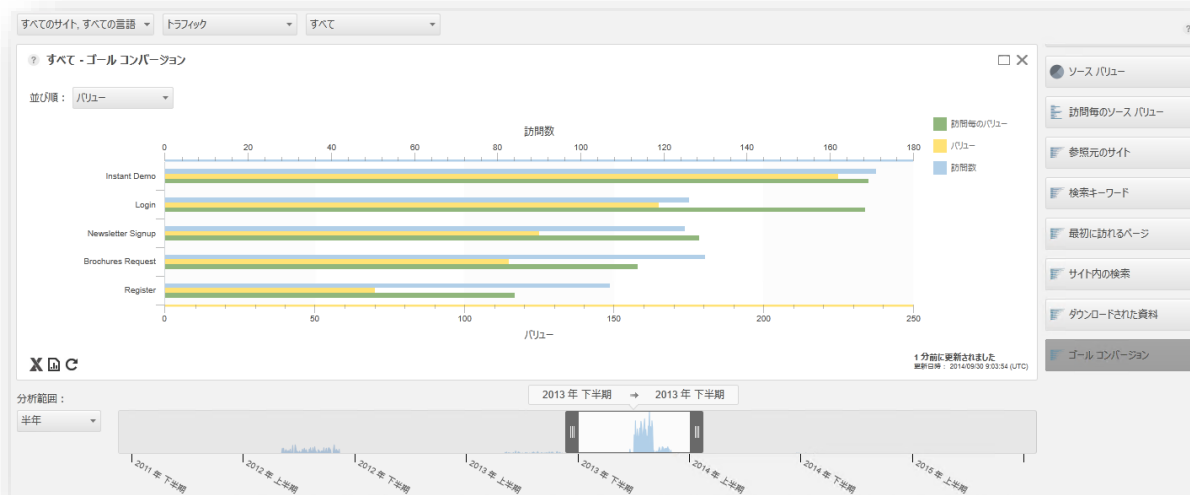 すべてのサイト, すべての言語 トラフィック すべて
?
? すべて - ゴール コンバージョン
並び順： バリュー
訪問数
0 20 40 60 80 100 120 140 160 180
訪問毎のバリュー
バリュー
訪問数
Instant Demo
Login
Newsletter Signup
Brochures Request
Register
0 50 100 150 200 250
バリュー
1 分前に更新されました
更新日時： 2014/09/30 9:03:54 (UTC)
ソース バリュー
訪問毎のソース バリュー
参照元のサイト
検索キーワード
最初に訪れるページ
サイト内の検索
ダウンロードされた資料
ゴール コンバージョン
分析範囲：
半年
2013 年 下半期 → 2013 年 下半期
2011 年 下半期 2012 年 上半期 2012 年 下半期 2013 年 上半期 2013 年 下半期 2014 年 上半期 2014 年 下半期 2015 年 上半期